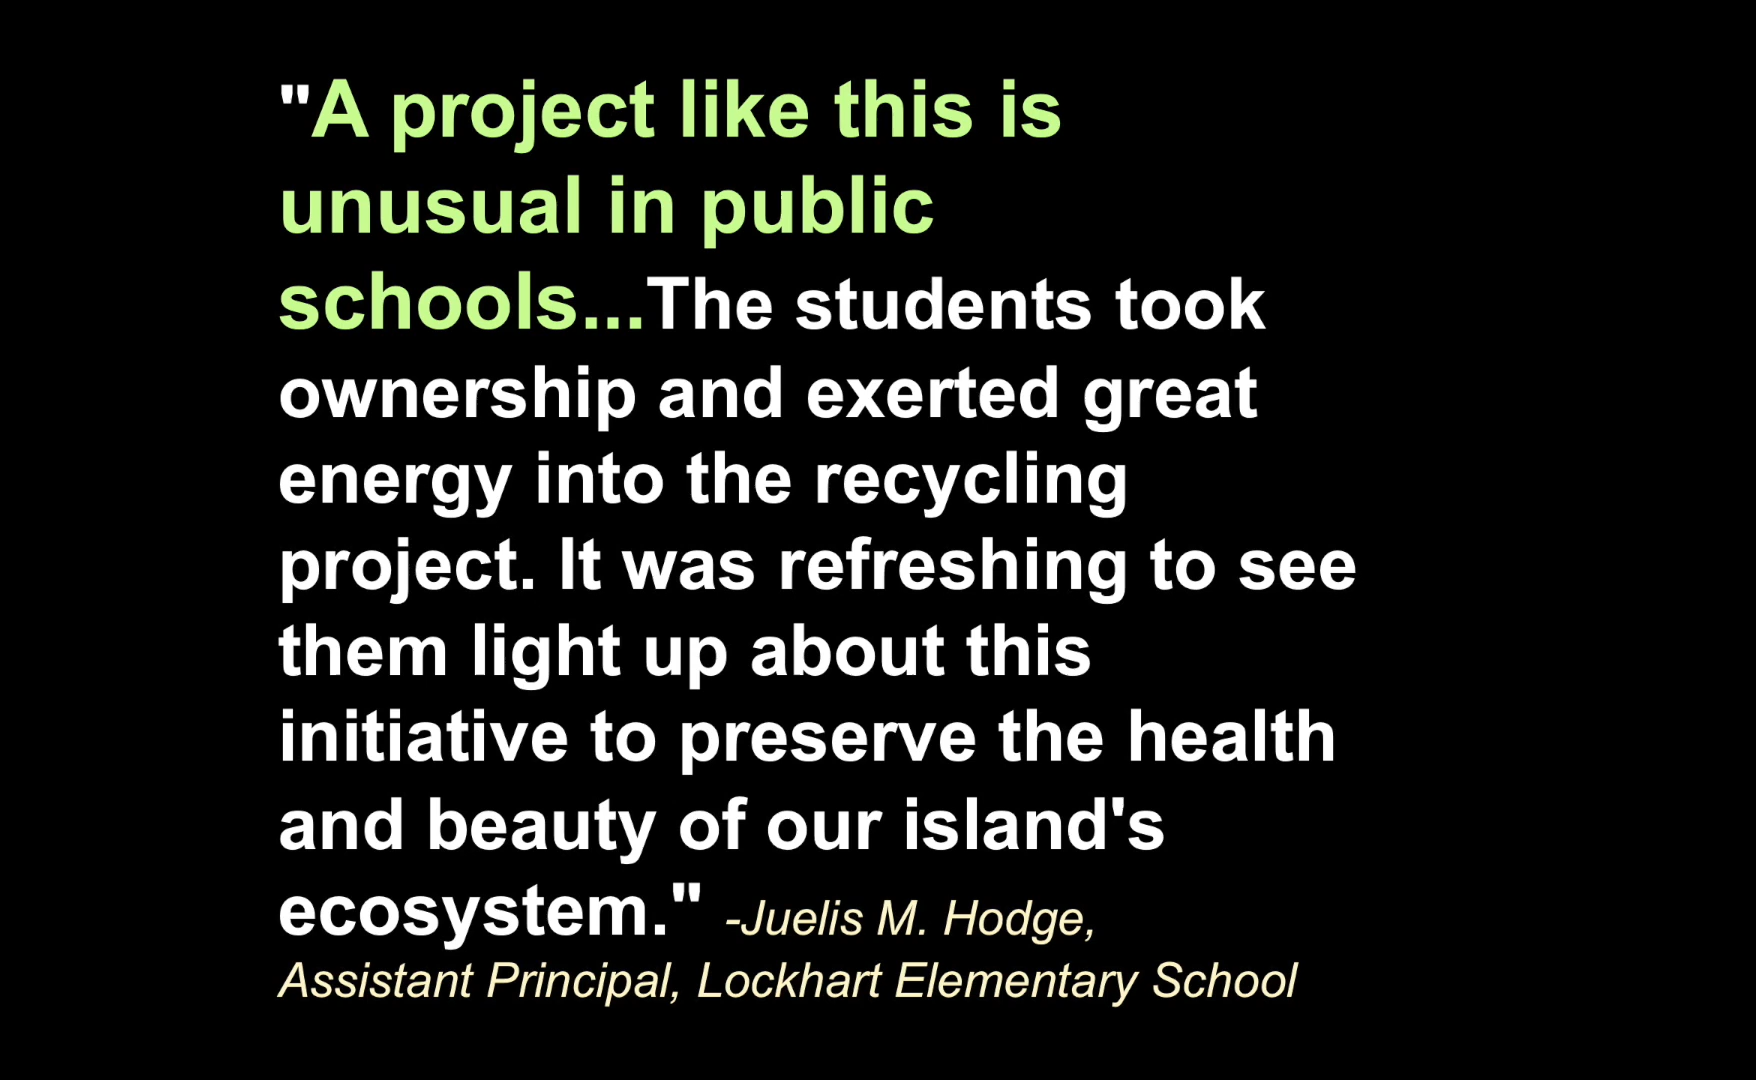 "A project like this is
unusual in public
schools...The students took
ownership and exerted great
energy into the recycling
project. It was refreshing to see
them light up about this
initiative to preserve the health
and beauty of our island's
ecosystem." -Juelis M. Hodge,
Assistant Principal, Lockhart Elementary School